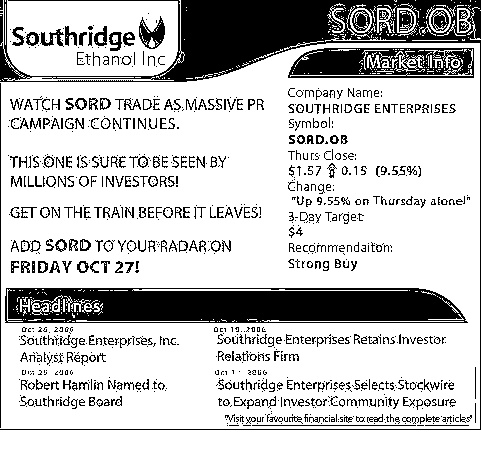 Southridge
Ethanol Inc
SORD.OB
Market Info
WATCH SORD TRADE AS MASSIVE PR
CAMPAIGN CONTINUES.
THIS ONE IS SURE TO BE SEEN BY
MILLIONS OF INVESTORS!
GET ON THE TRAIN BEFORE IT LEAVES!
ADD SORD TO YOUR RADAR ON
FRIDAY OCT 27!
Company Name:
SOUTHRIDGE ENTERPRISES
Symbol:
SORD.OB
Thurs Close:
$1.57 ⇧ 0.15 (9.55%)
Change:
"Up 9.55% on Thursday alone!"
3-Day Target
$4
Recommendaiton:
Strong Buy
Headlines
Oct 26, 2006
Southridge Enterprises, Inc.
Analyst Report
Oct 25, 2006
Robert Hamlin Named to
Southridge Board
Oct 19, 2006
Southridge Enterprises Retains Investor
Relations Firm
Oct 2006
Southridge Enterprises Selects Stockwire
to Expand Investor Community Exposure
"Visit your favourite financial site to read the complete articles"